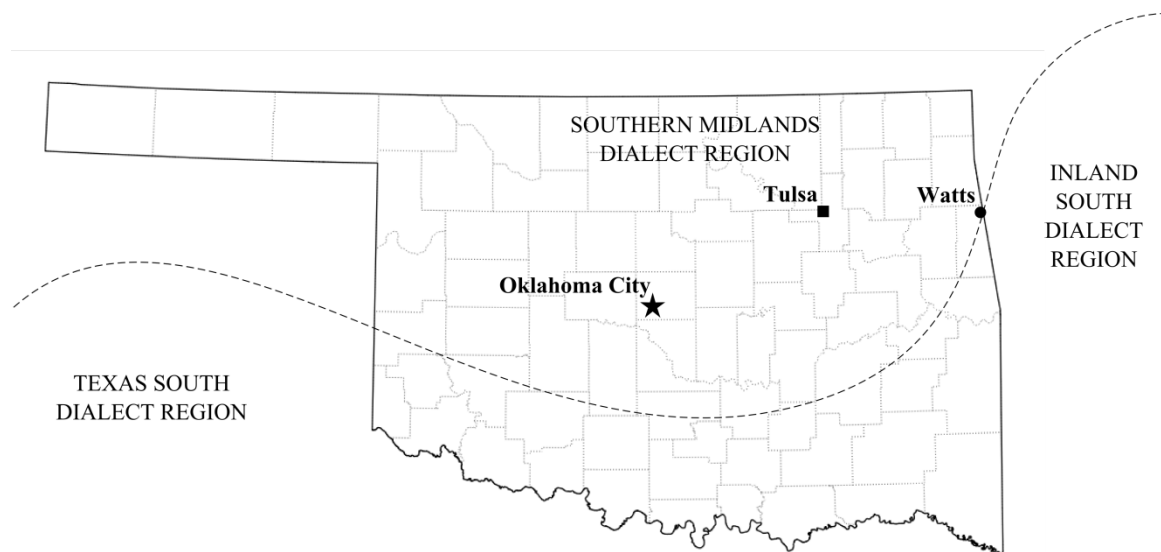 SOUTHERN MIDLANDS
DIALECT REGION
Tulsa
Watts
INLAND
SOUTH
DIALECT
REGION
Oklahoma City
TEXAS SOUTH
DIALECT REGION